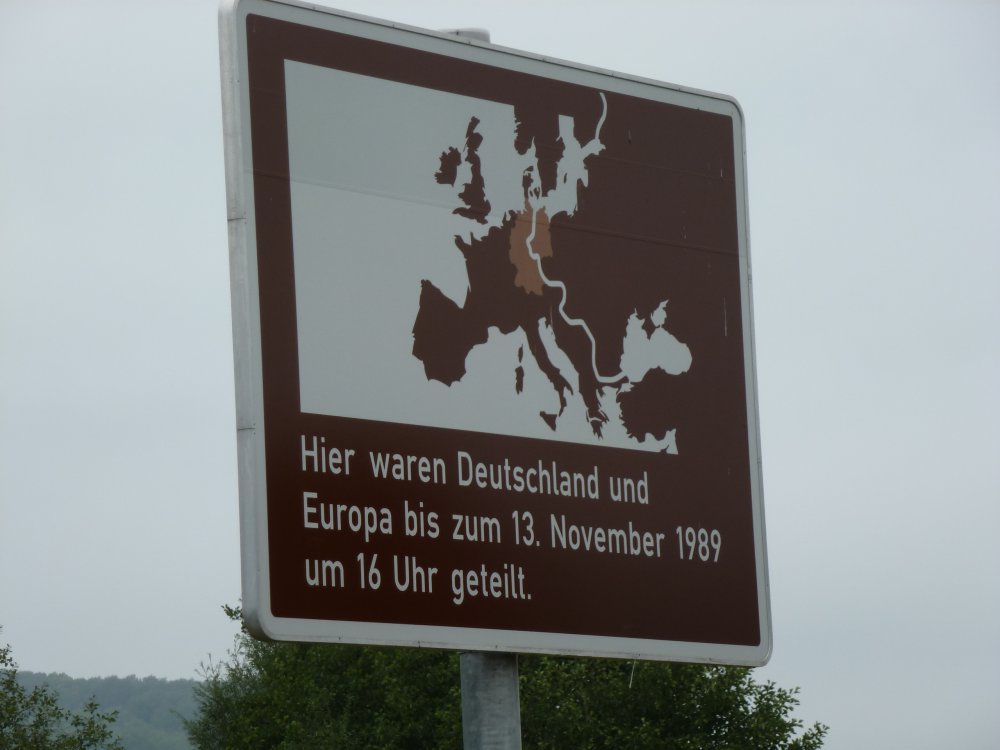 Hier waren Deutschland und
Europa bis zum 13. November 1989
um 16 Uhr geteilt.